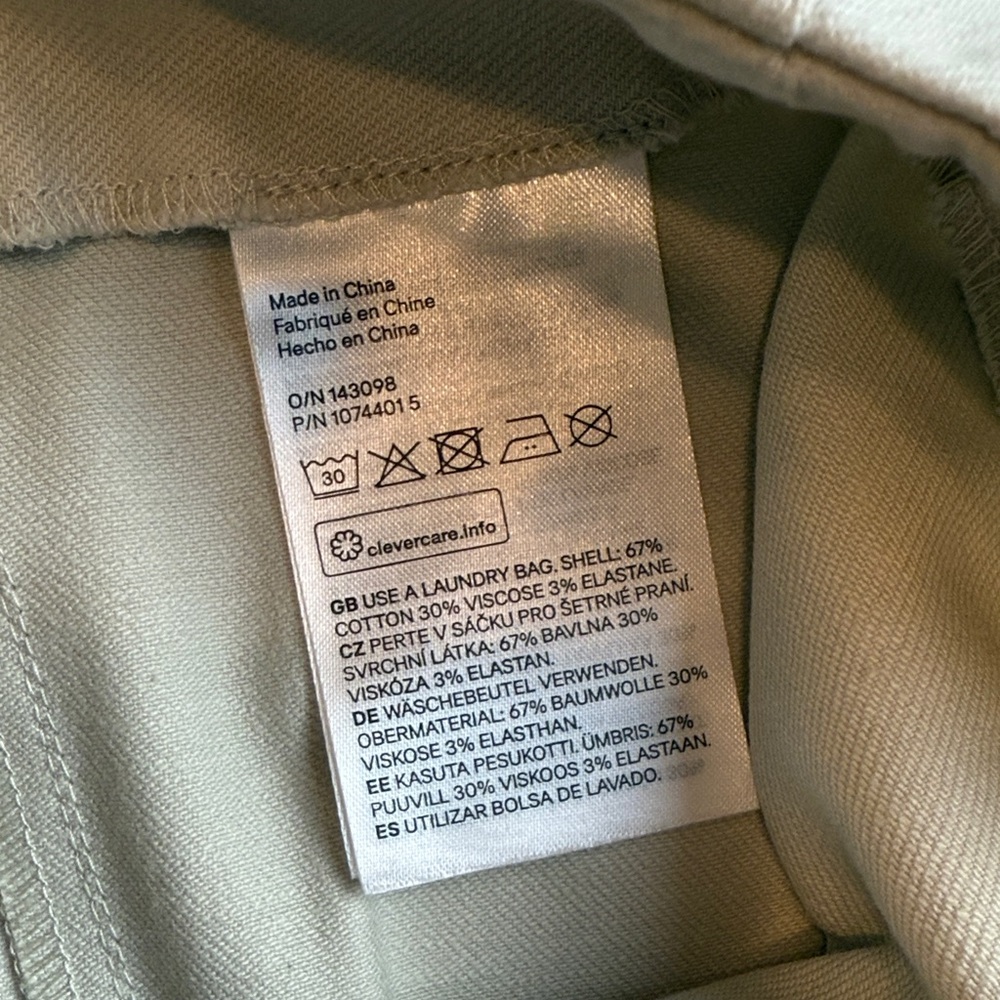 Made in China
Fabriqué en Chine
Hecho en China
O/N 143098
P/N 1074401 5
30
clevercare.info
GB USE A LAUNDRY BAG. SHELL: 67%
COTTON 30% VISCOSE 3% ELASTANE.
CZ PERTE V SÁČKU PRO ŠETRNÉ PRANÍ.
SVRCHNÍ LÁTKA: 67% BAVLNA 30%
VISKÓZA 3% ELASTAN.
DE WÄSCHEBEUTEL VERWENDEN.
OBERMATERIAL: 67% BAUMWOLLE 30%
VISKOSE 3% ELASTHAN.
EE KASUTA PESUKOTTI. ÜMBRIS: 67%
PUUVILL 30% VISKOOS 3% ELASTAAN.
ES UTILIZAR BOLSA DE LAVADO.